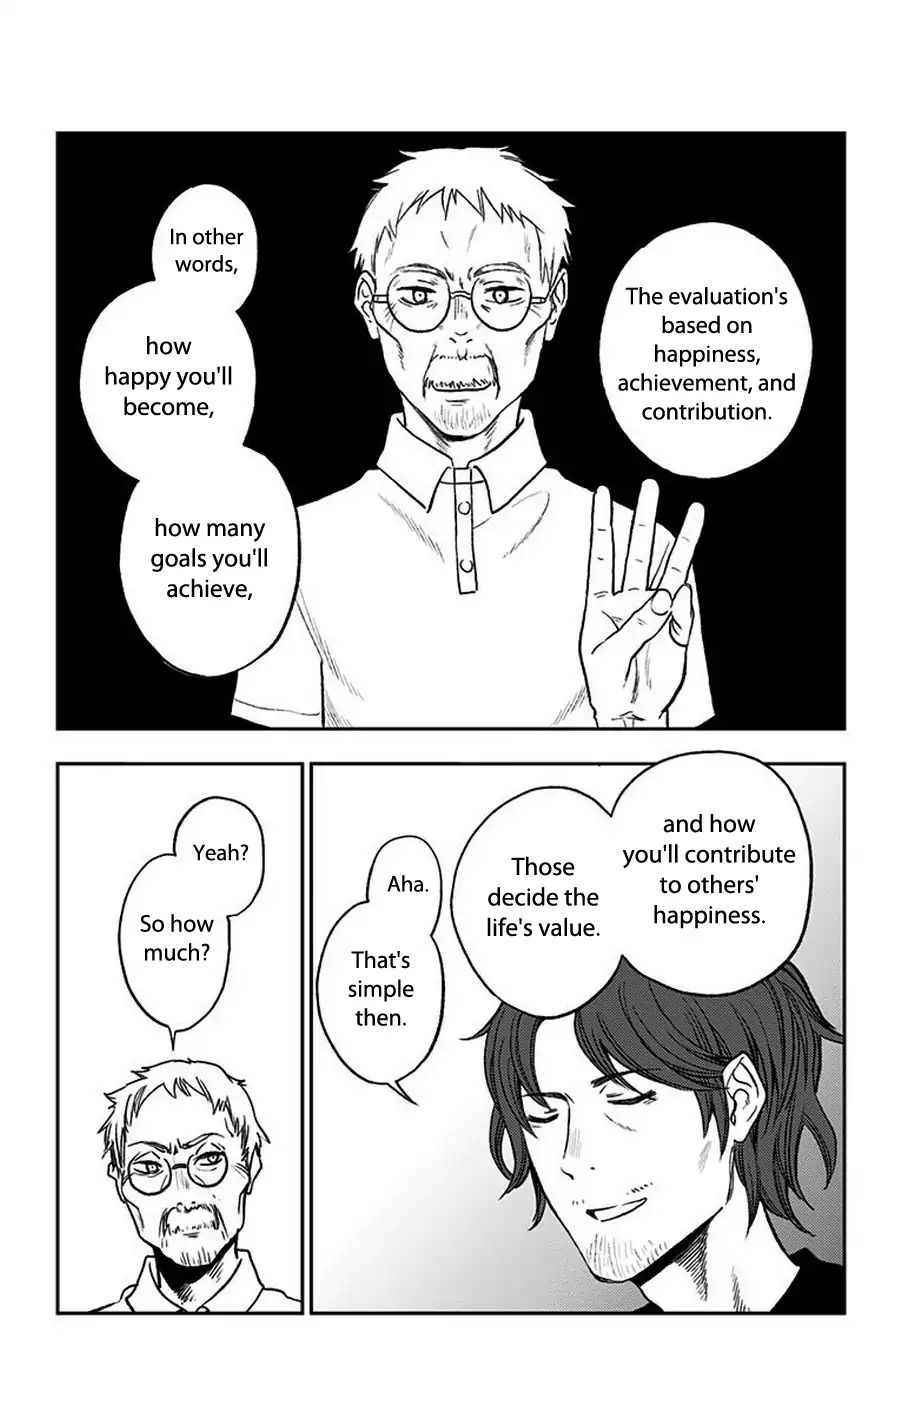 The evaluation's
based on
happiness,
achievement, and
contribution.
In other
words,
how
happy you'll
become,
how many
goals you'll
achieve,
and how
you'll contribute
to others'
happiness.
Those
decide the
life's value.
Aha.
That's
simple
then.
Yeah?
So how
much?